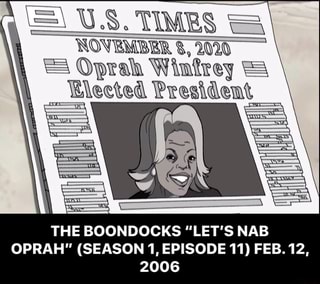 U.S. TIMES
NOVEMBER 8, 2020
Oprah Winfrey
Elected President
THE BOONDOCKS “LET’S NAB
OPRAH” (SEASON 1, EPISODE 11) FEB. 12,
2006